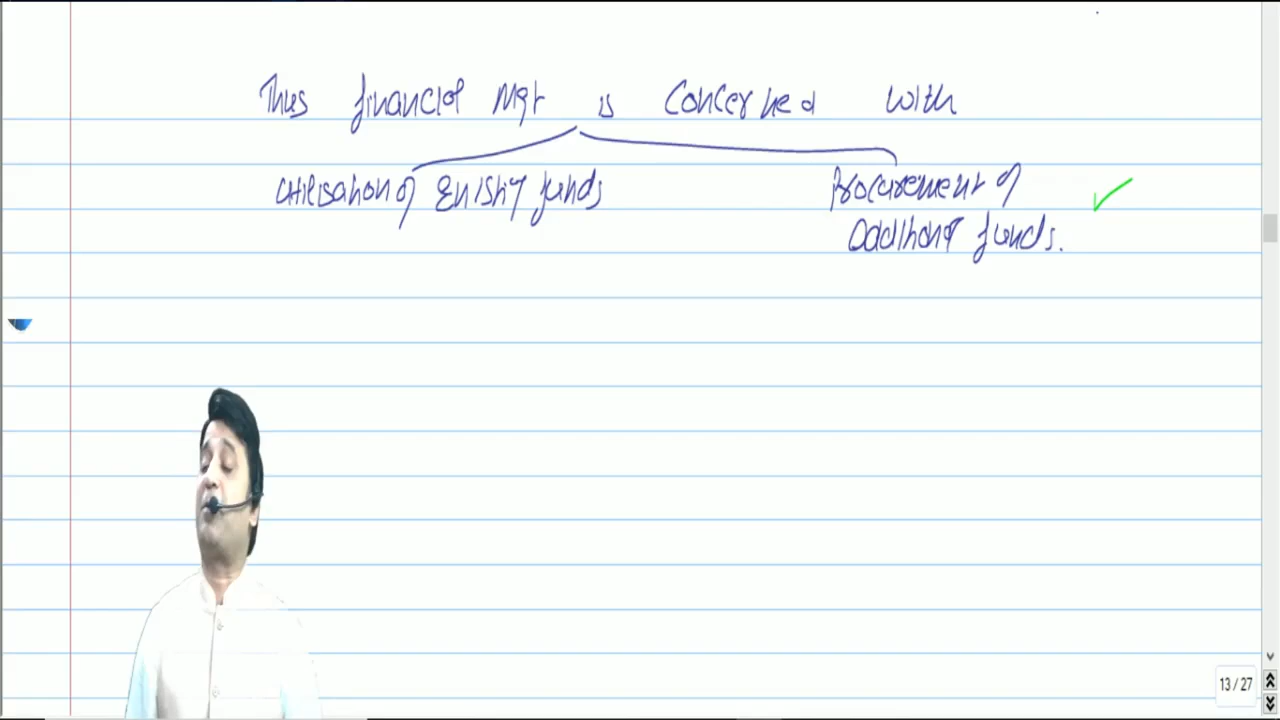 Thus financial Mgt is Concerned with
Utilisation of Existing funds
Procurement of
Additional funds.
13 / 27